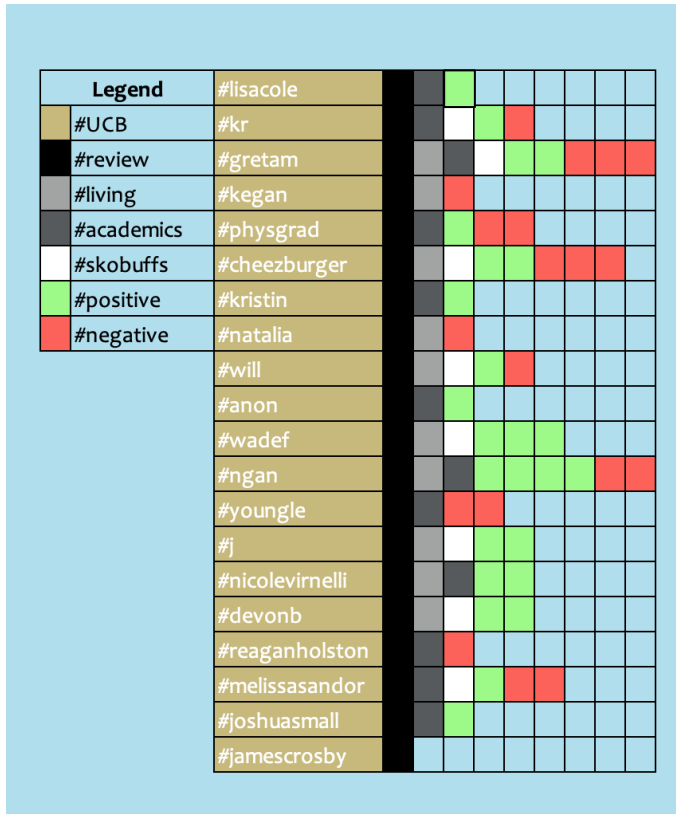 Legend
#UCB
#review
#living
#academics
#skobuffs
#positive
#negative
#lisacole
#kr
#gretam
#kegan
#physgrad
#cheezburger
#kristin
#natalia
#will
#anon
#wadef
#ngan
#youngle
#j
#nicolevirnelli
#devonb
#reaganholston
#melissasandor
#joshuasmall
#jamescrosby